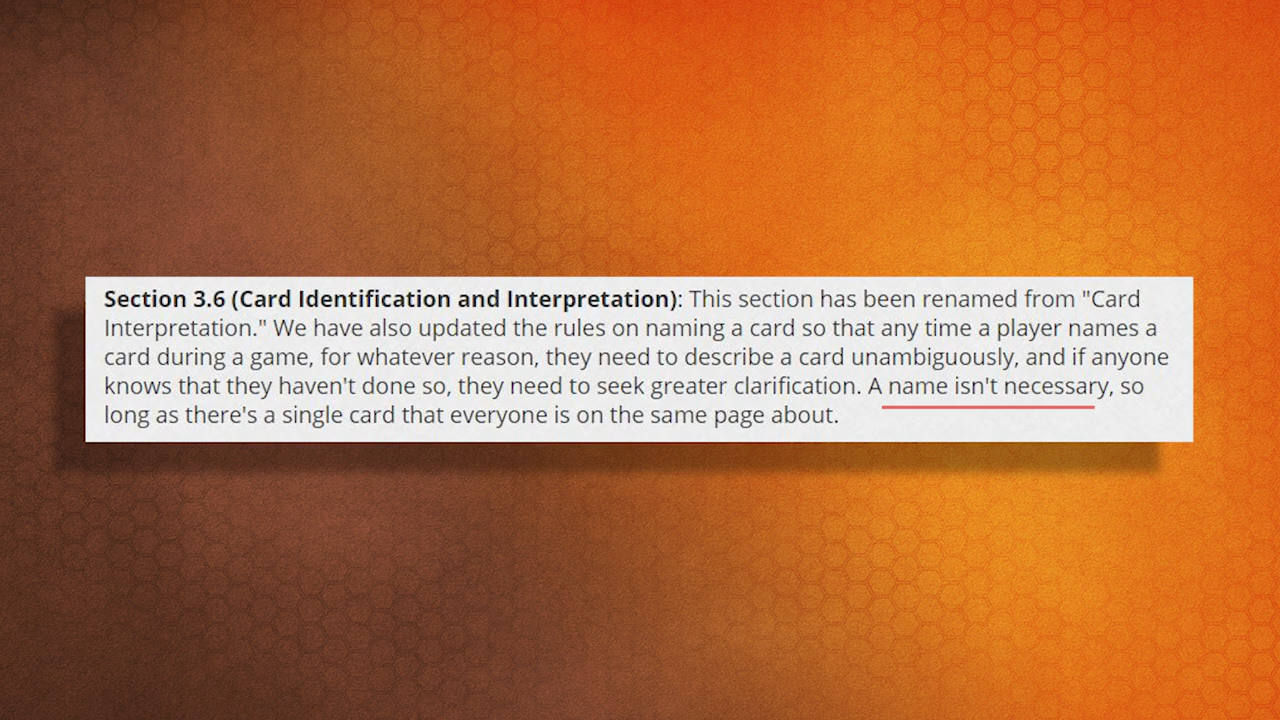 Section 3.6 (Card Identification and Interpretation): This section has been renamed from "Card
Interpretation." We have also updated the rules on naming a card so that any time a player names a
card during a game, for whatever reason, they need to describe a card unambiguously, and if anyone
knows that they haven't done so, they need to seek greater clarification. A name isn't necessary, so
long as there's a single card that everyone is on the same page about.